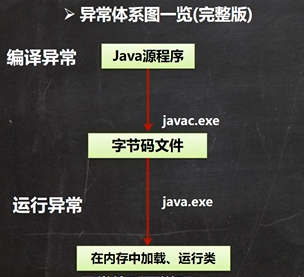 ➢ 异常体系图一览(完整版)
编译异常
Java源程序
javac.exe
字节码文件
运行异常
java.exe
在内存中加载、运行类